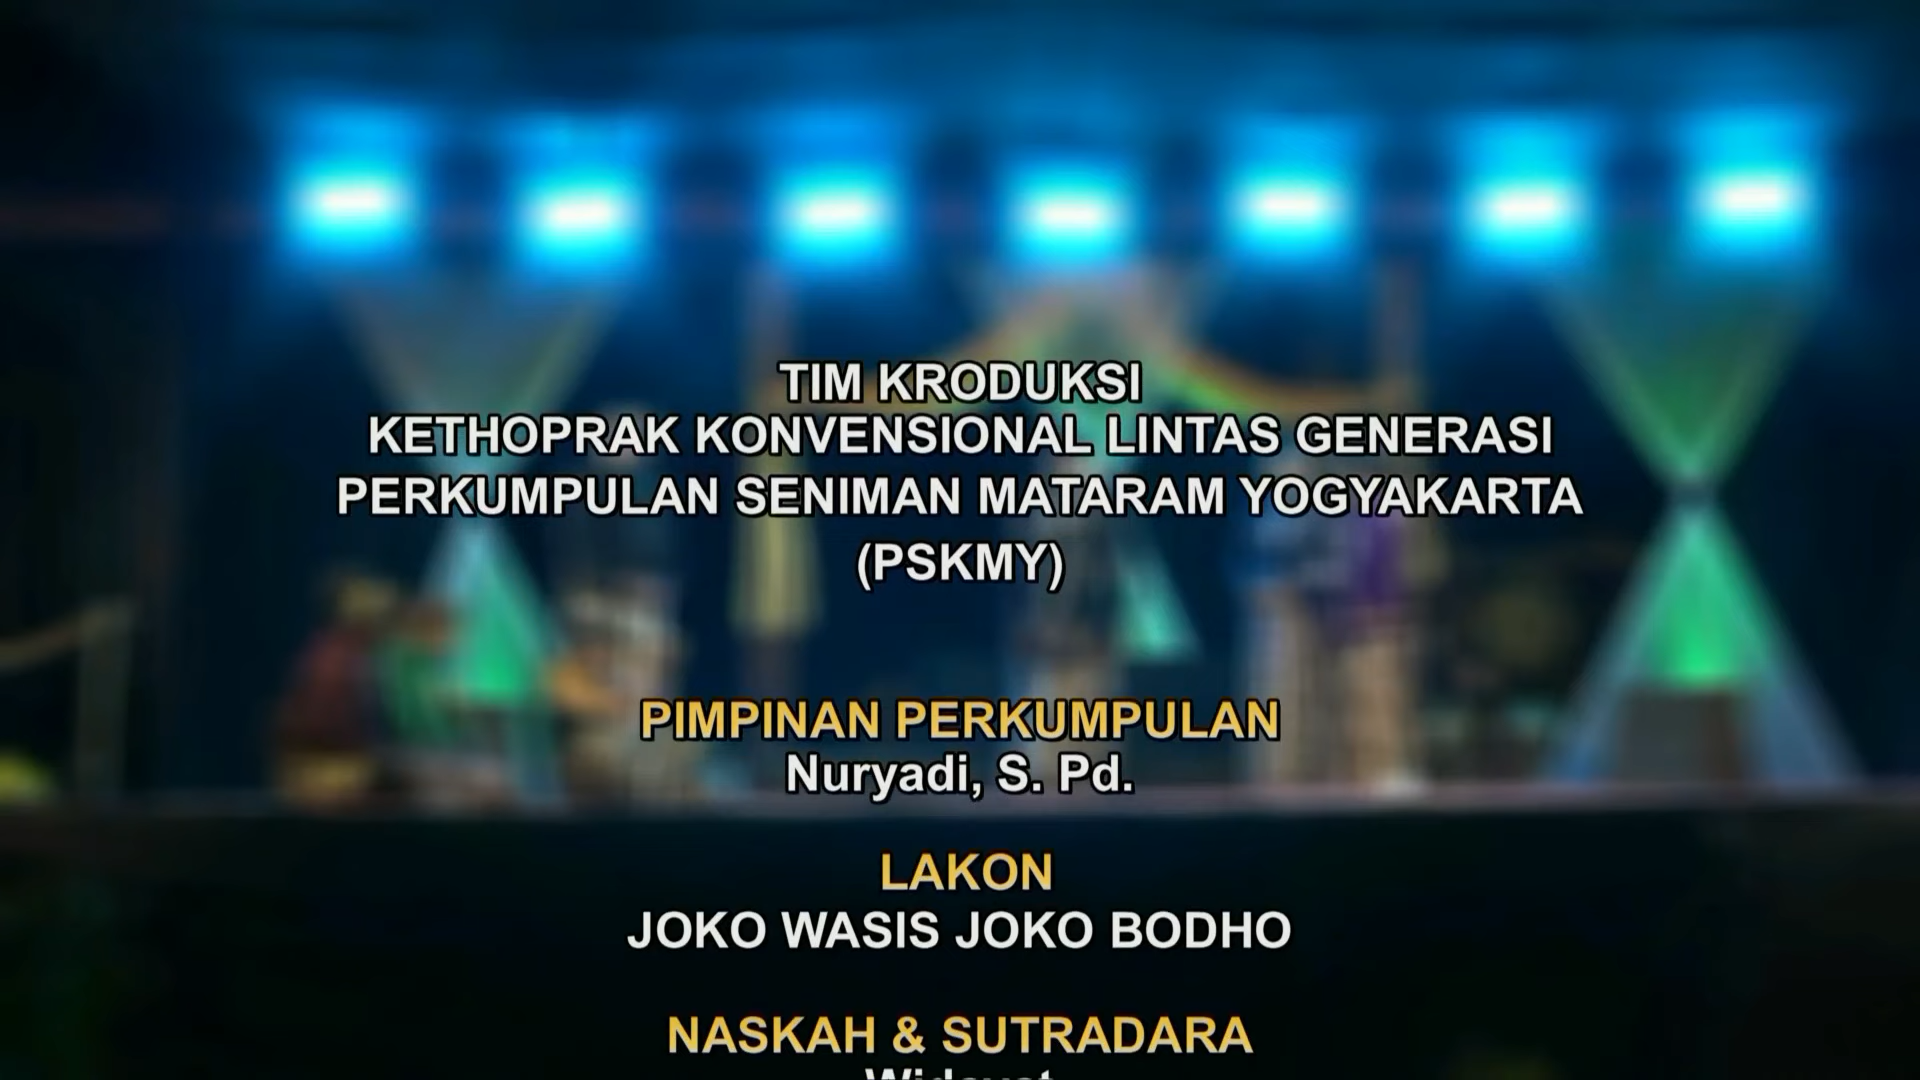 TIM KRODUKSI
KETHOPRAK KONVENSIONAL LINTAS GENERASI
PERKUMPULAN SENIMAN MATARAM YOGYAKARTA
(PSKMY)
PIMPINAN PERKUMPULAN
Nuryadi, S. Pd.
LAKON
JOKO WASIS JOKO BODHO
NASKAH & SUTRADARA